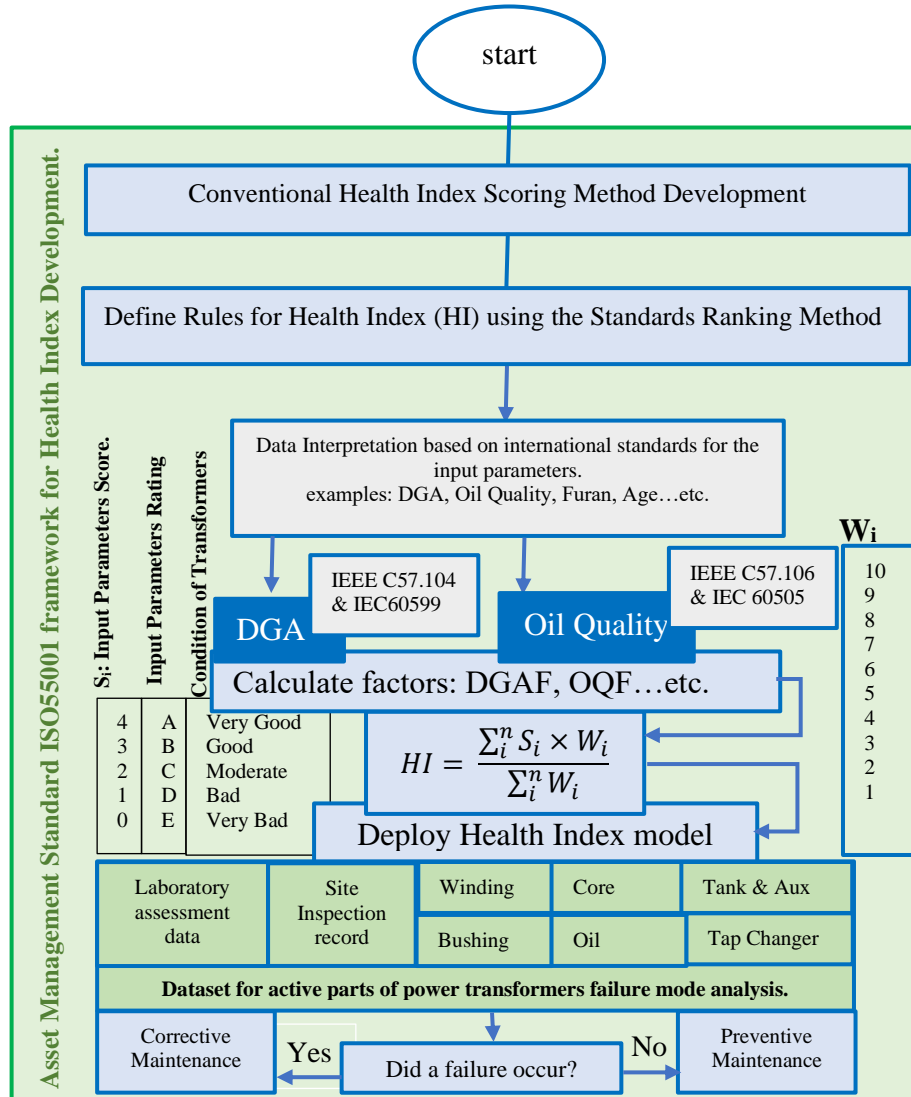 start
Asset Management Standard ISO55001 framework for Health Index Development.
Conventional Health Index Scoring Method Development
Define Rules for Health Index (HI) using the Standards Ranking Method
Data Interpretation based on international standards for the
input parameters.
examples: DGA, Oil Quality, Furan, Age…etc.
IEEE C57.104
& IEC60599
DGA
IEEE C57.106
& IEC 60505
Oil Quality
Calculate factors: DGAF, OQF…etc.
Sᵢ: Input Parameters Score.
Input Parameters Rating
Condition of Transformers
4 A Very Good
3 B Good
2 C Moderate
1 D Bad
0 E Very Bad
HI = ∑ᵢⁿ Sᵢ × Wᵢ / ∑ᵢⁿ Wᵢ
Wᵢ
10
9
8
7
6
5
4
3
2
1
Deploy Health Index model
Laboratory
assessment
data
Site
Inspection
record
Winding
Core
Tank & Aux
Bushing
Oil
Tap Changer
Dataset for active parts of power transformers failure mode analysis.
Corrective
Maintenance
Yes
Did a failure occur?
No
Preventive
Maintenance